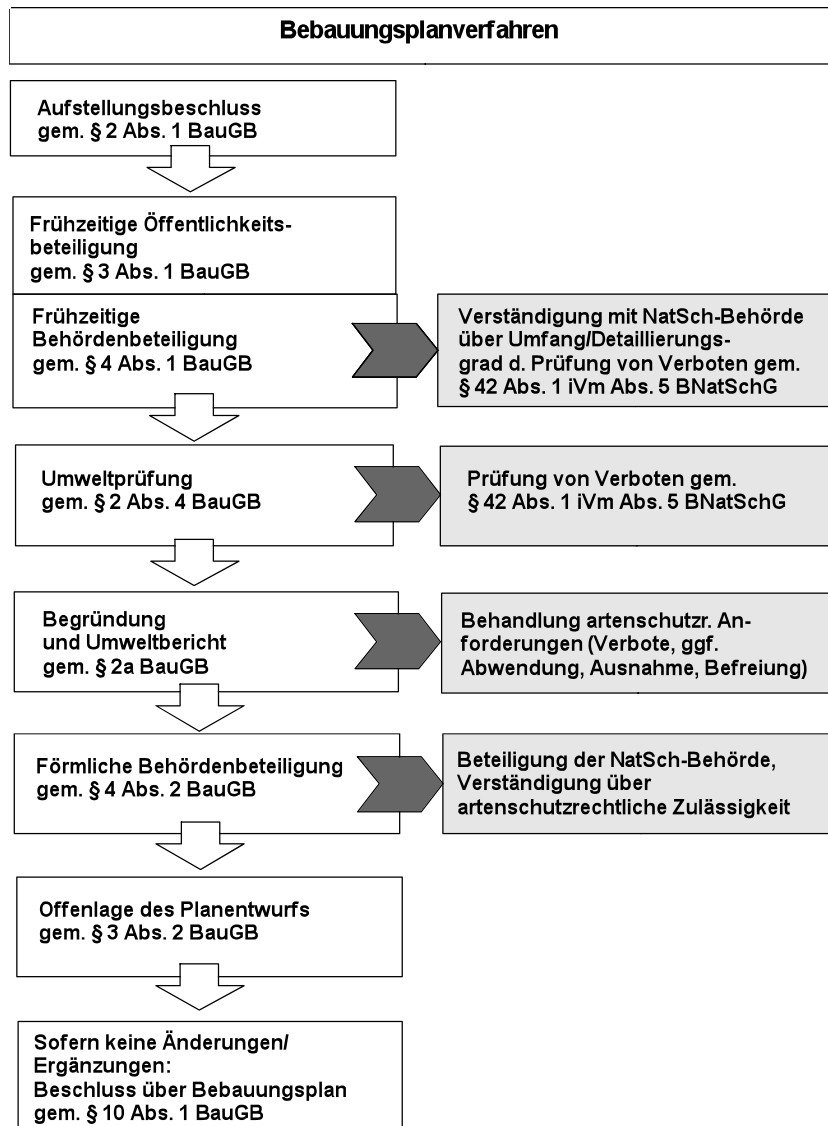 Bebauungsplanverfahren
Aufstellungsbeschluss
gem. § 2 Abs. 1 BauGB
Frühzeitige Öffentlichkeits-
beteiligung
gem. § 3 Abs. 1 BauGB
Frühzeitige
Behördenbeteiligung
gem. § 4 Abs. 1 BauGB
Verständigung mit NatSch-Behörde
über Umfang/Detaillierungs-
grad d. Prüfung von Verboten gem.
§ 42 Abs. 1 iVm Abs. 5 BNatSchG
Umweltprüfung
gem. § 2 Abs. 4 BauGB
Prüfung von Verboten gem.
§ 42 Abs. 1 iVm Abs. 5 BNatSchG
Begründung
und Umweltbericht
gem. § 2a BauGB
Behandlung artenschutzr. An-
forderungen (Verbote, ggf.
Abwendung, Ausnahme, Befreiung)
Förmliche Behördenbeteiligung
gem. § 4 Abs. 2 BauGB
Beteiligung der NatSch-Behörde,
Verständigung über
artenschutzrechtliche Zulässigkeit
Offenlage des Planentwurfs
gem. § 3 Abs. 2 BauGB
Sofern keine Änderungen/
Ergänzungen:
Beschluss über Bebauungsplan
gem. § 10 Abs. 1 BauGB